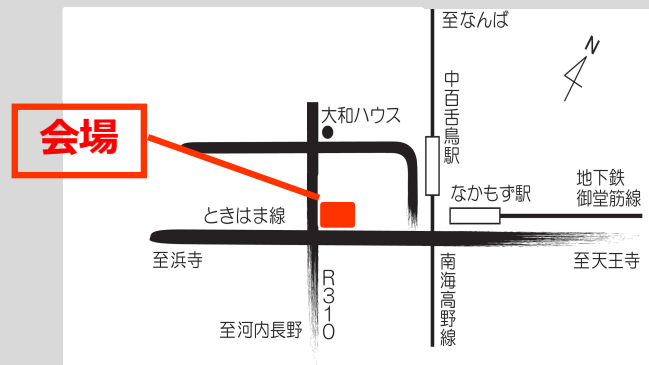 至なんば
N
中百舌鳥駅
大和ハウス
会場
地下鉄
御堂筋線
なかもず駅
ときはま線
至浜寺
至天王寺
R310
南海高野線
至河内長野